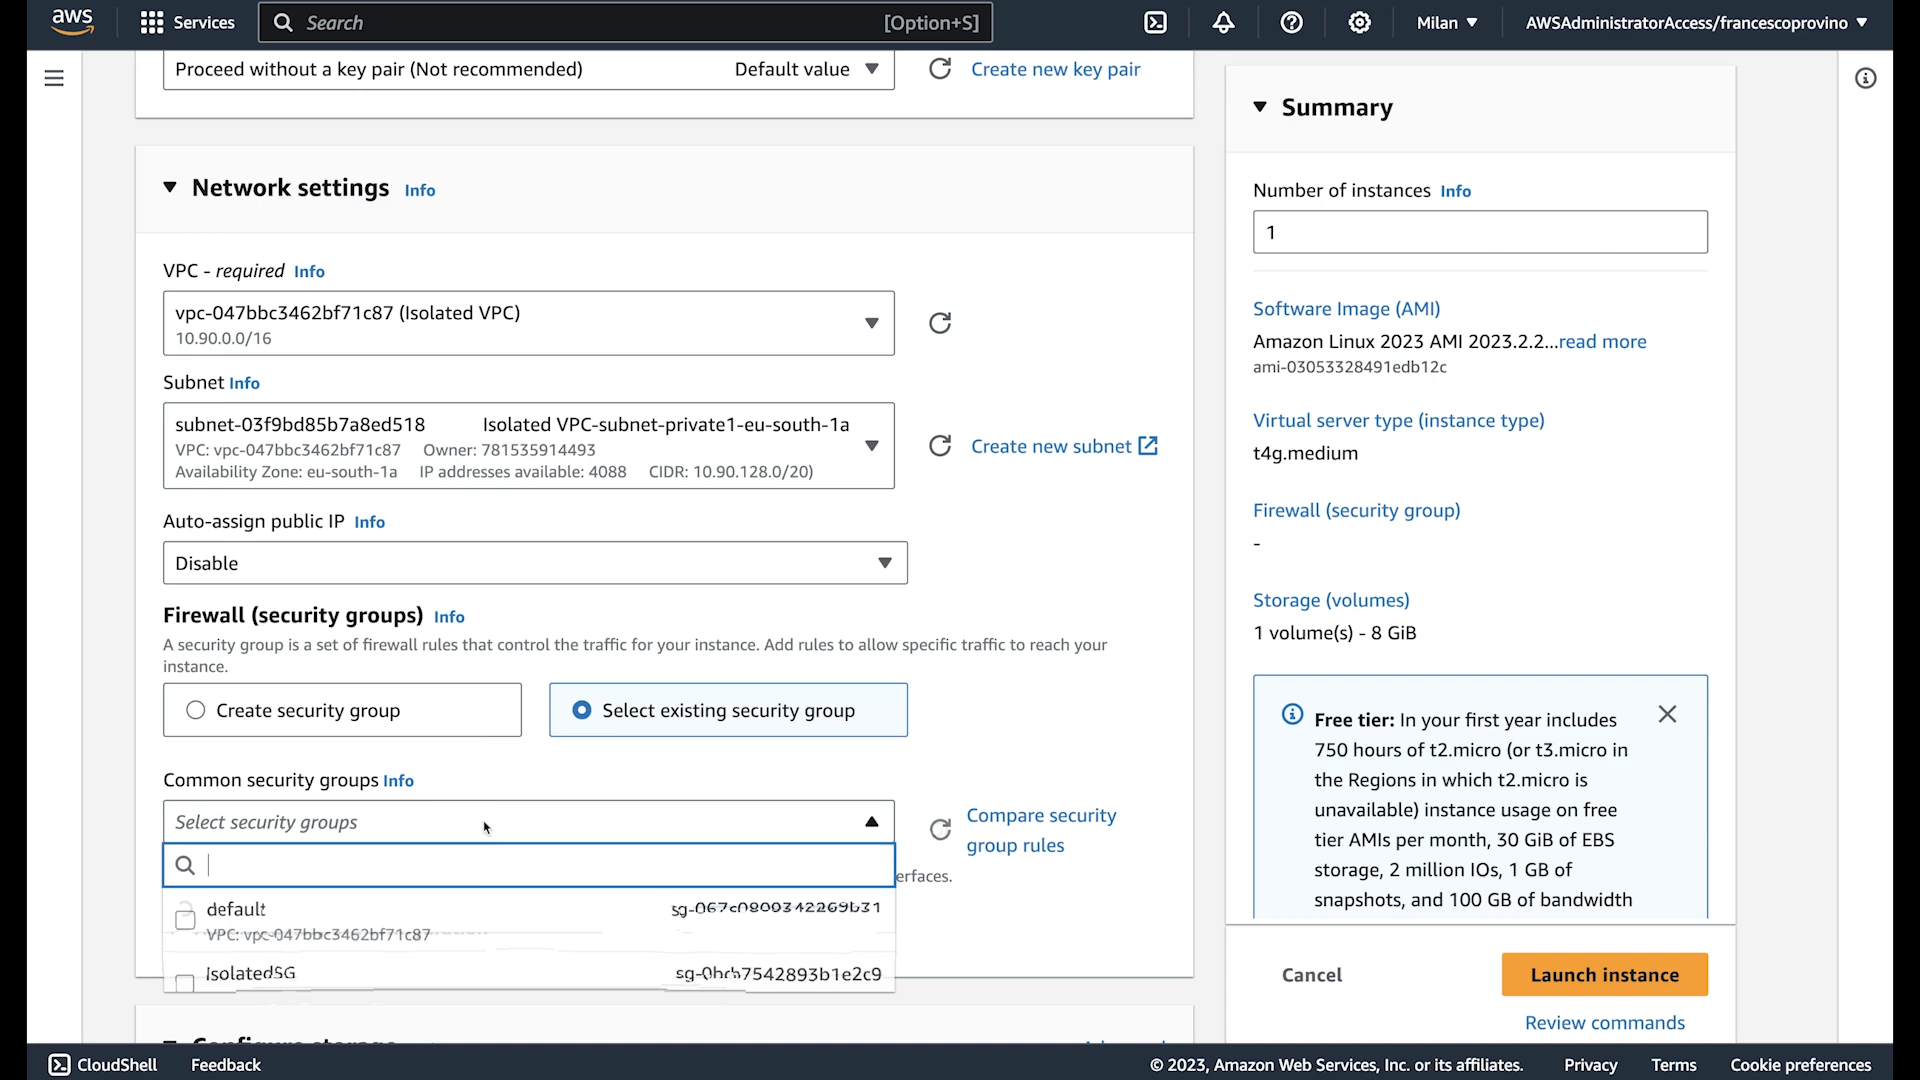 aws
Services
Search
[Option+S]
Milan
AWSAdministratorAccess/francescoprovino
Proceed without a key pair (Not recommended)
Default value
Create new key pair
Network settings Info
VPC - required Info
vpc-047bbc3462bf71c87 (Isolated VPC)
10.90.0.0/16
Subnet Info
subnet-03f9bd85b7a8ed518 Isolated VPC-subnet-private1-eu-south-1a
VPC: vpc-047bbc3462bf71c87 Owner: 781535914493
Availability Zone: eu-south-1a IP addresses available: 4088 CIDR: 10.90.128.0/20)
Create new subnet
Auto-assign public IP Info
Disable
Firewall (security groups) Info
A security group is a set of firewall rules that control the traffic for your instance. Add rules to allow specific traffic to reach your
instance.
Create security group
Select existing security group
Common security groups Info
Select security groups
Compare security
group rules
erfaces.
default
VPC: vpc-047bbc3462bf71c87
IsolatedSG
Summary
Number of instances Info
1
Software Image (AMI)
Amazon Linux 2023 AMI 2023.2.2...read more
ami-03053328491edb12c
Virtual server type (instance type)
t4g.medium
Firewall (security group)
-
Storage (volumes)
1 volume(s) - 8 GiB
Free tier: In your first year includes
750 hours of t2.micro (or t3.micro in
the Regions in which t2.micro is
unavailable) instance usage on free
tier AMIs per month, 30 GiB of EBS
storage, 2 million IOs, 1 GB of
snapshots, and 100 GB of bandwidth
Cancel
Launch instance
Review commands
CloudShell
Feedback
© 2023, Amazon Web Services, Inc. or its affiliates.
Privacy
Terms
Cookie preferences